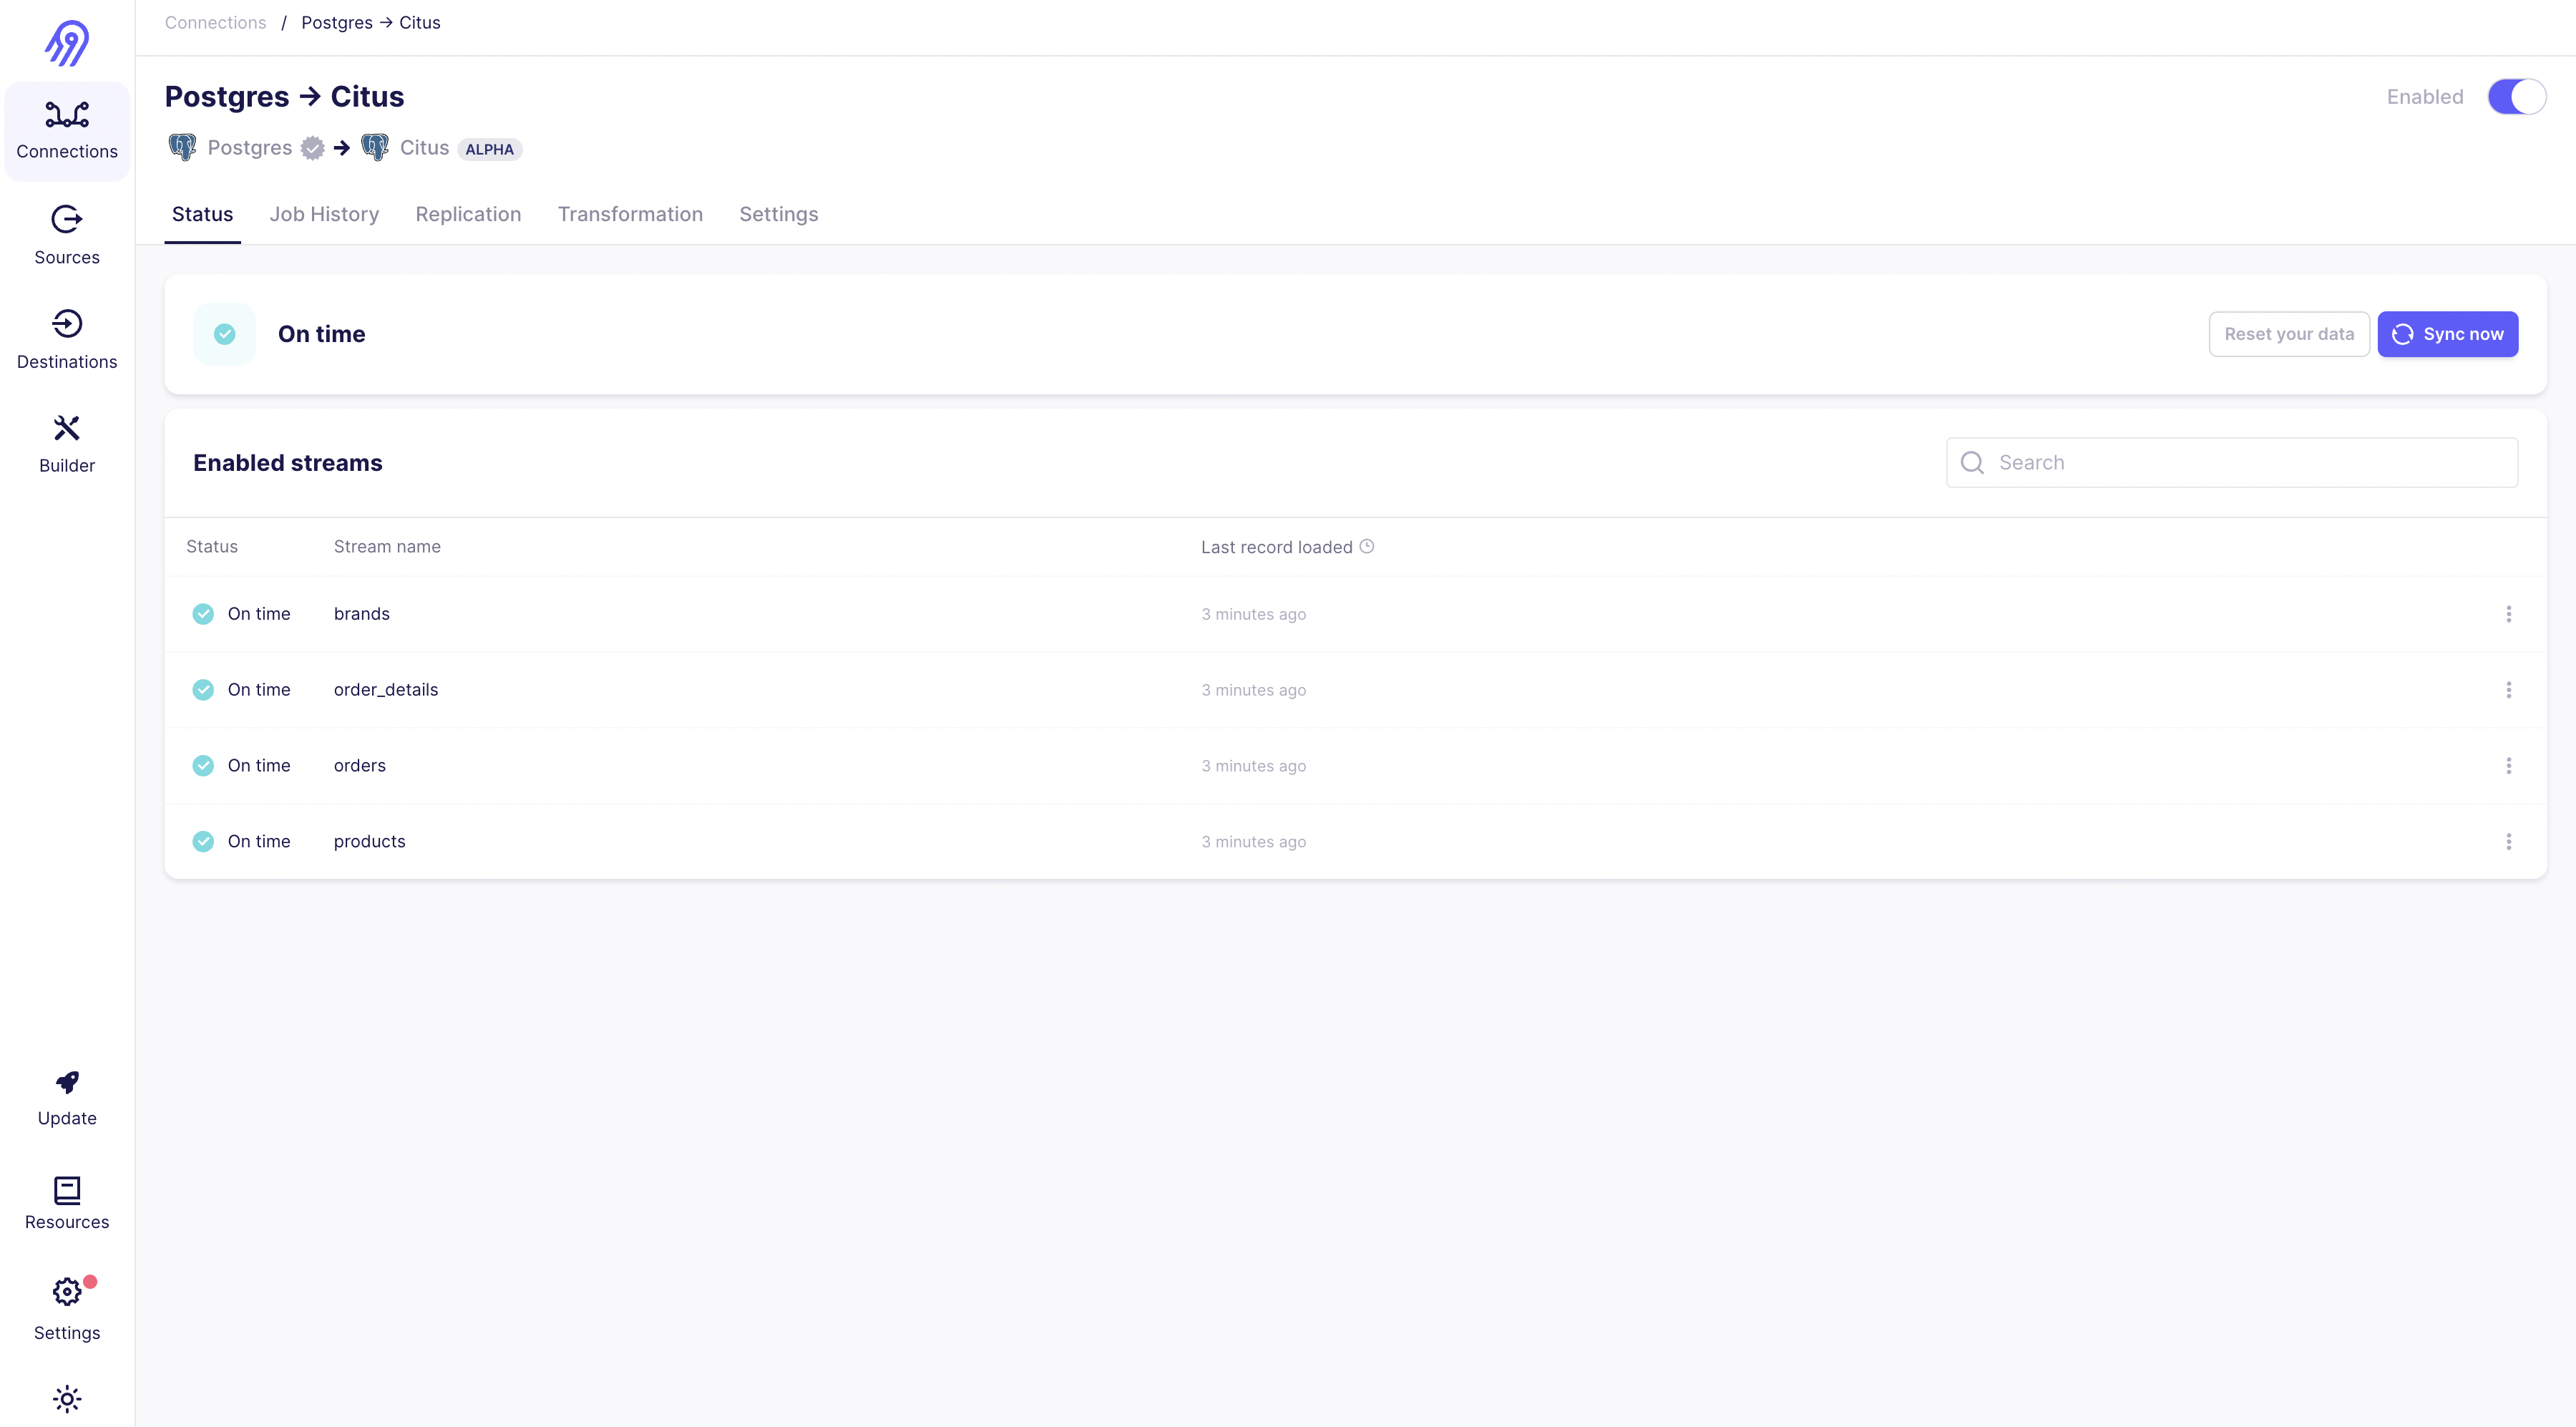 Connections / Postgres → Citus
Postgres → Citus
Enabled
Postgres → Citus ALPHA
Status Job History Replication Transformation Settings
On time
Reset your data
Sync now
Enabled streams
Search
Status Stream name Last record loaded
On time brands 3 minutes ago
On time order_details 3 minutes ago
On time orders 3 minutes ago
On time products 3 minutes ago
Connections
Sources
Destinations
Builder
Update
Resources
Settings